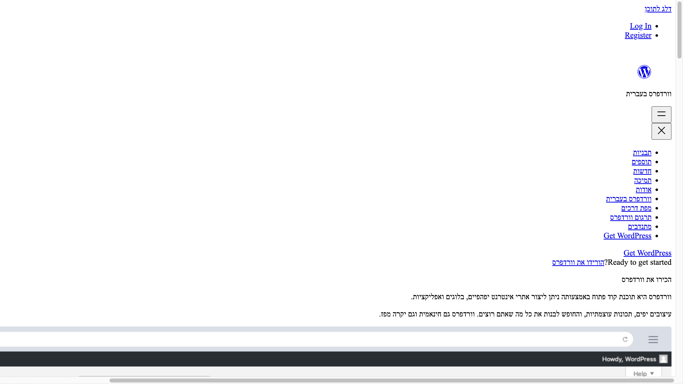 דלג לתוכן
Log In
Register
וורדפרס בעברית
תבניות
תוספים
חדשות
תמיכה
אודות
וורדפרס בעברית
מפת דרכים
תרגום וורדפרס
מתנדבים
Get WordPress
Get WordPress
Ready to get started?הורידו את וורדפרס
הכירו את וורדפרס
וורדפרס היא תוכנת קוד פתוח באמצעותה ניתן ליצור אתרי אינטרנט יפהפיים, בלוגים ואפליקציות.
עיצובים יפים, תכונות עוצמתיות, והחופש לבנות את כל מה שאתם רוצים. וורדפרס גם חינאמית וגם יקרה מפז.
Howdy, WordPress
Help